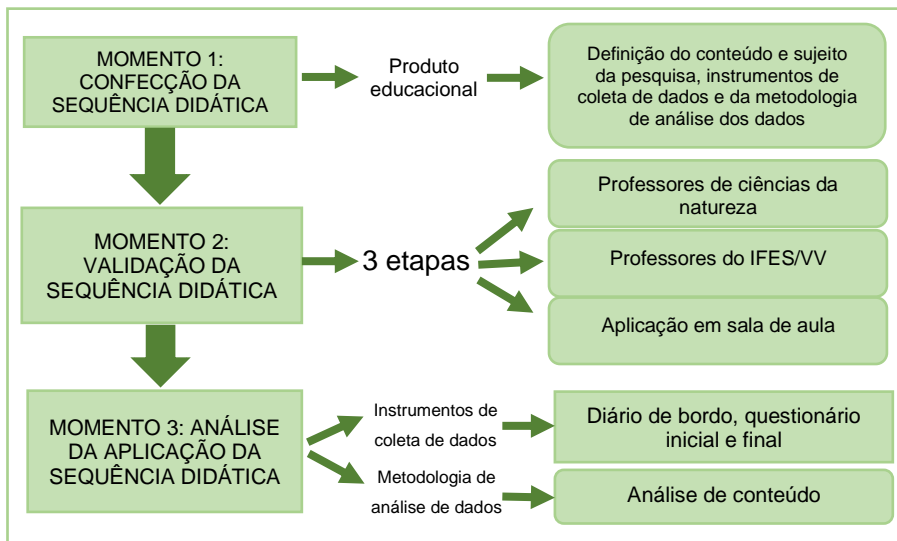 MOMENTO 1:
CONFECÇÃO DA
SEQUÊNCIA DIDÁTICA
Produto
educacional
Definição do conteúdo e sujeito
da pesquisa, instrumentos de
coleta de dados e da metodologia
de análise dos dados
MOMENTO 2:
VALIDAÇÃO DA
SEQUÊNCIA DIDÁTICA
3 etapas
Professores de ciências da
natureza
Professores do IFES/VV
Aplicação em sala de aula
MOMENTO 3: ANÁLISE
DA APLICAÇÃO DA
SEQUÊNCIA DIDÁTICA
Instrumentos de
coleta de dados
Diário de bordo, questionário
inicial e final
Metodologia de
análise de dados
Análise de conteúdo